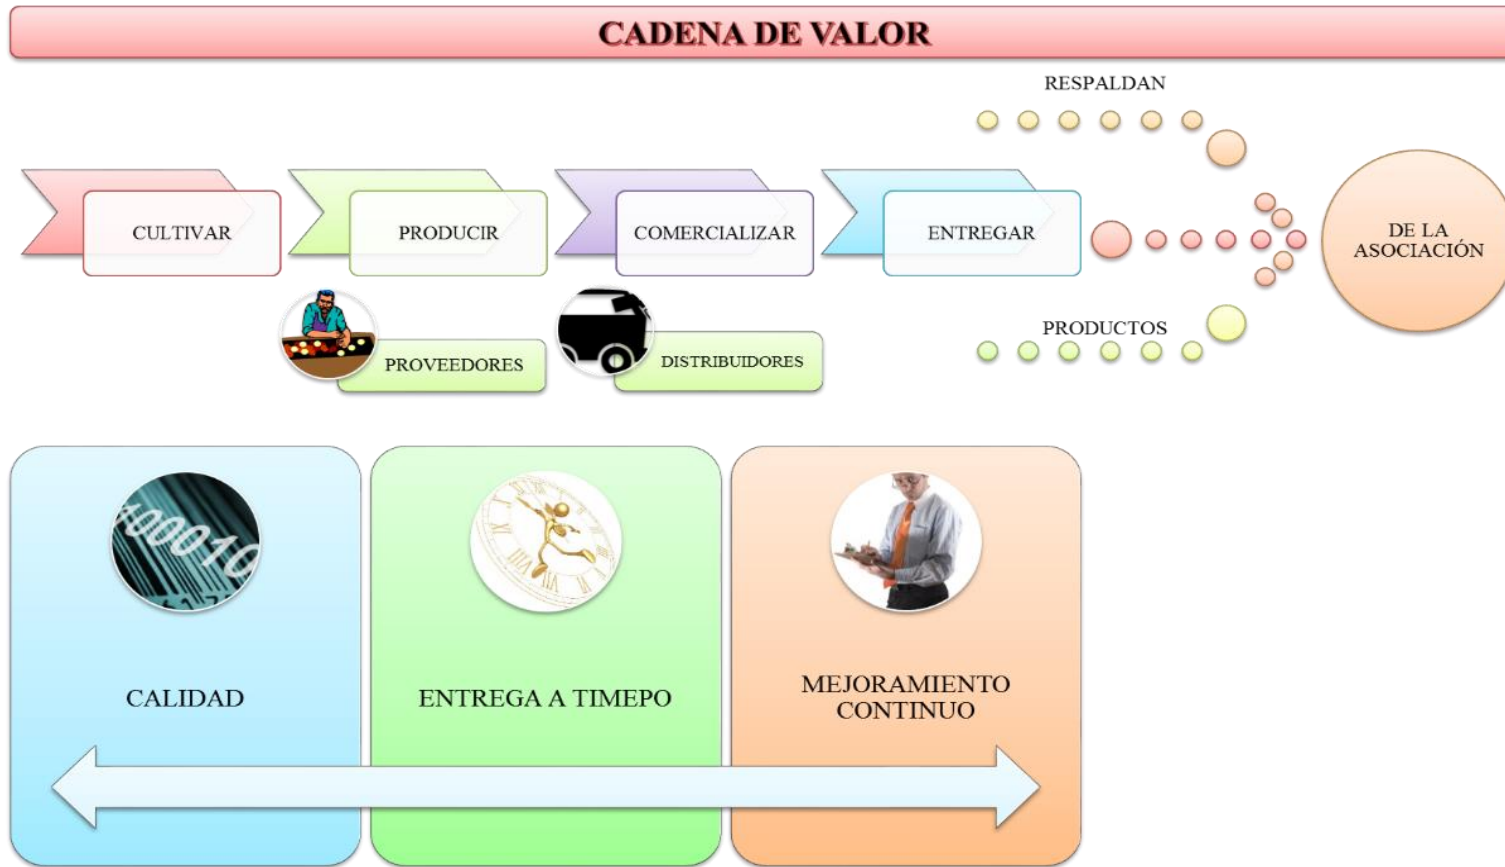 CADENA DE VALOR
RESPALDAN
CULTIVAR
PRODUCIR
COMERCIALIZAR
ENTREGAR
DE LA
ASOCIACIÓN
PROVEEDORES
DISTRIBUIDORES
PRODUCTOS
100010
CALIDAD
ENTREGA A TIMEPO
MEJORAMIENTO
CONTINUO